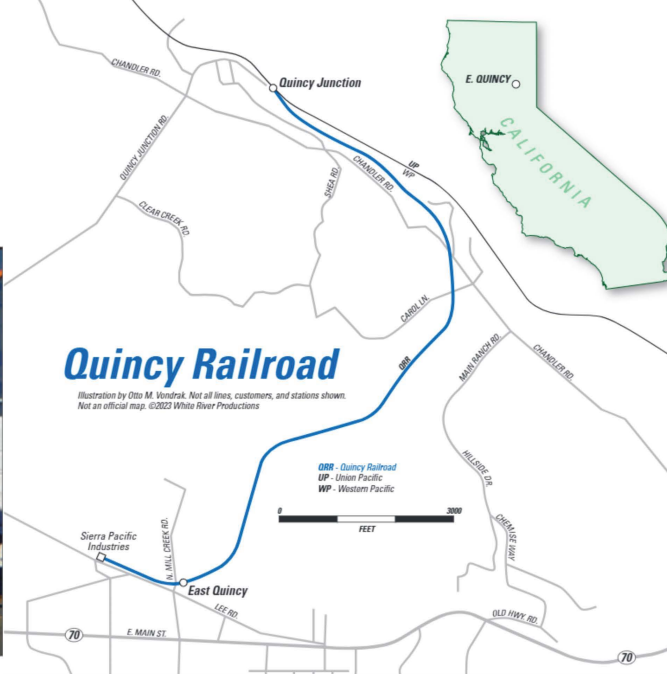 CHANDLER RD.
Quincy Junction
E. QUINCY
CALIFORNIA
QUINCY JUNCTION RD.
UP
WP
CHANDLER RD.
SHEA RD.
CLEAR CREEK RD.
CAROL LN.
Quincy Railroad
Illustration by Otto M. Vondrak. Not all lines, customers, and stations shown.
Not an official map. ©2023 White River Productions
QRR
MAIN RANCH RD.
CHANDLER RD.
HILLSIDE DR.
QRR - Quincy Railroad
UP - Union Pacific
WP - Western Pacific
0 3000
FEET
CHEMISE WAY
Sierra Pacific
Industries
N. MILL CREEK RD.
East Quincy
LEE RD.
OLD HWY RD.
70
E. MAIN ST.
70